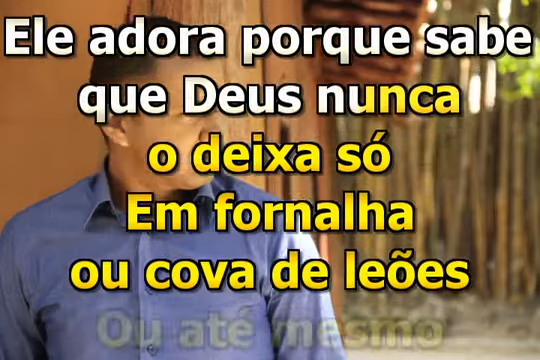 Ele adora porque sabe
que Deus nunca
o deixa só
Em fornalha
ou cova de leões
Ou até mesmo